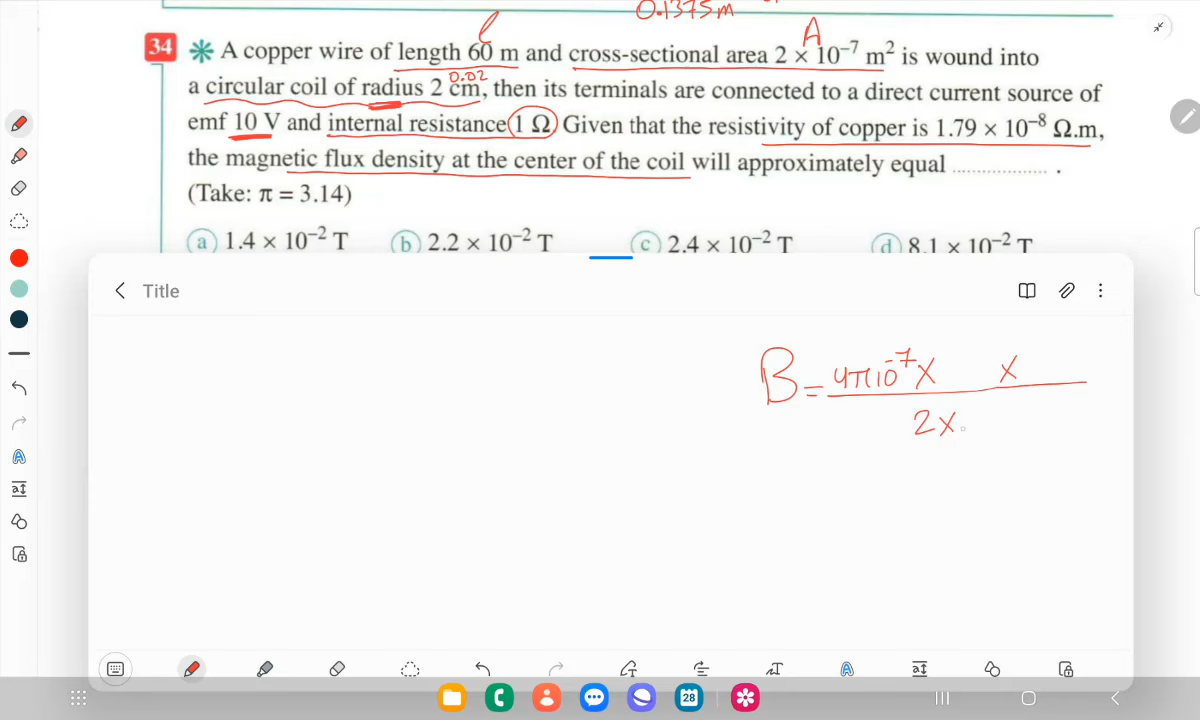 0.1375m
l
A
34 A copper wire of length 60 m and cross-sectional area 2 × 10⁻⁷ m² is wound into
0.02
a circular coil of radius 2 cm, then its terminals are connected to a direct current source of
emf 10 V and internal resistance 1 Ω. Given that the resistivity of copper is 1.79 × 10⁻⁸ Ω.m,
the magnetic flux density at the center of the coil will approximately equal .................. .
(Take: π = 3.14)
a 1.4 × 10⁻² T b 2.2 × 10⁻² T c 2.4 × 10⁻² T d 8.1 × 10⁻² T
Title
B = 4π10⁻⁷ x x
2x
28